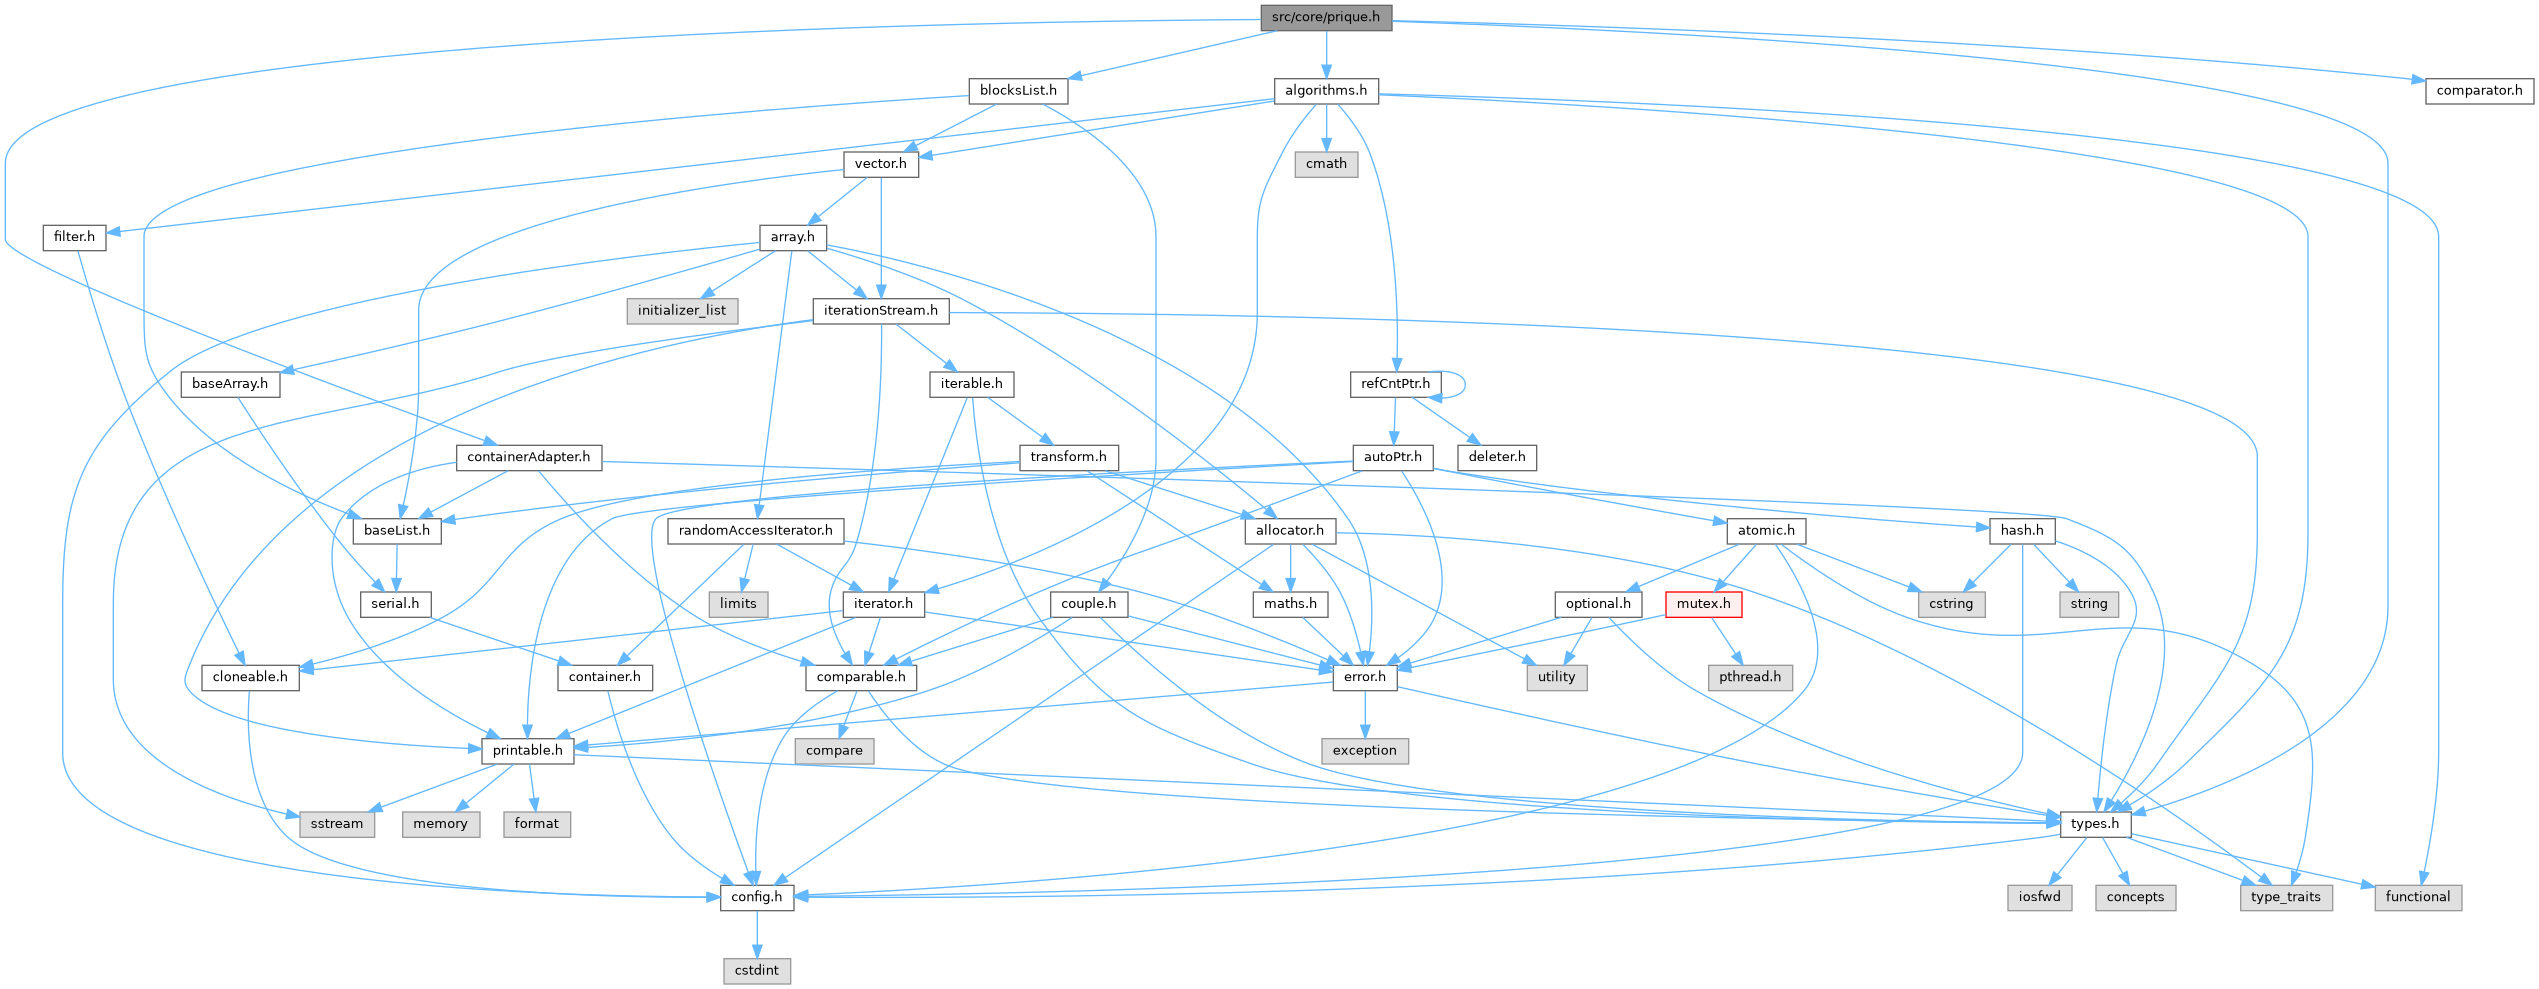 src/core/prique.h
blocksList.h
algorithms.h
comparator.h
vector.h
cmath
filter.h
array.h
initializer_list
iterationStream.h
baseArray.h
iterable.h
refCntPtr.h
containerAdapter.h
transform.h
autoPtr.h
deleter.h
baseList.h
randomAccessIterator.h
allocator.h
atomic.h
hash.h
serial.h
limits
iterator.h
couple.h
maths.h
optional.h
mutex.h
cstring
string
cloneable.h
container.h
comparable.h
error.h
utility
pthread.h
printable.h
compare
exception
sstream
memory
format
types.h
config.h
iosfwd
concepts
type_traits
functional
cstdint